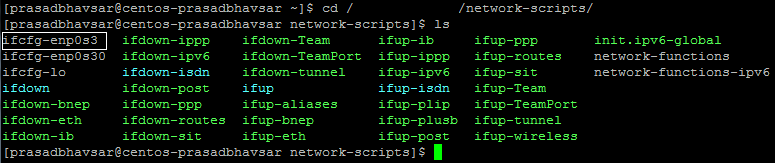 [prasadbhavsar@centos-prasadbhavsar ~]$ cd / /network-scripts/
[prasadbhavsar@centos-prasadbhavsar network-scripts]$ ls
ifcfg-enp0s3 ifdown-ippp ifdown-Team ifup-ib ifup-ppp init.ipv6-global
ifcfg-enp0s30 ifdown-ipv6 ifdown-TeamPort ifup-ippp ifup-routes network-functions
ifcfg-lo ifdown-isdn ifdown-tunnel ifup-ipv6 ifup-sit network-functions-ipv6
ifdown ifdown-post ifup ifup-isdn ifup-Team
ifdown-bnep ifdown-ppp ifup-aliases ifup-plip ifup-TeamPort
ifdown-eth ifdown-routes ifup-bnep ifup-plusb ifup-tunnel
ifdown-ib ifdown-sit ifup-eth ifup-post ifup-wireless
[prasadbhavsar@centos-prasadbhavsar network-scripts]$